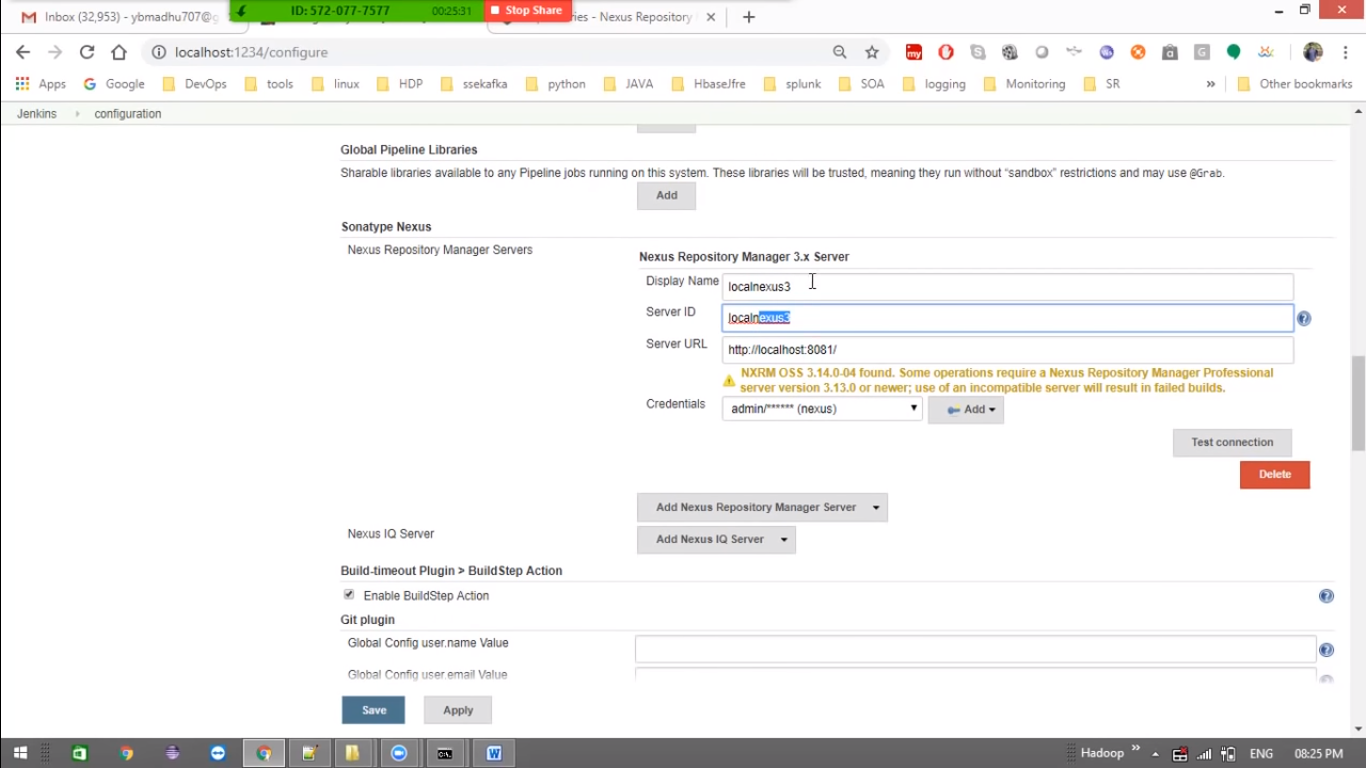 Inbox (32,953) - ybmadhu707@g
ID: 572-077-7577
00:25:31
Stop Share
ies - Nexus Repository
localhost:1234/configure
Apps
Google
DevOps
tools
linux
HDP
ssekafka
python
JAVA
HbaseJfre
splunk
SOA
logging
Monitoring
SR
»
Other bookmarks
Jenkins
configuration
Global Pipeline Libraries
Sharable libraries available to any Pipeline jobs running on this system. These libraries will be trusted, meaning they run without “sandbox” restrictions and may use @Grab.
Add
Sonatype Nexus
Nexus Repository Manager Servers
Nexus Repository Manager 3.x Server
Display Name
localnexus3
Server ID
localnexus3
Server URL
http://localhost:8081/
NXRM OSS 3.14.0-04 found. Some operations require a Nexus Repository Manager Professional
server version 3.13.0 or newer; use of an incompatible server will result in failed builds.
Credentials
admin/****** (nexus)
Add
Test connection
Delete
Add Nexus Repository Manager Server
Nexus IQ Server
Add Nexus IQ Server
Build-timeout Plugin > BuildStep Action
Enable BuildStep Action
Git plugin
Global Config user.name Value
Global Config user.email Value
Save
Apply
Hadoop
»
ENG
08:25 PM